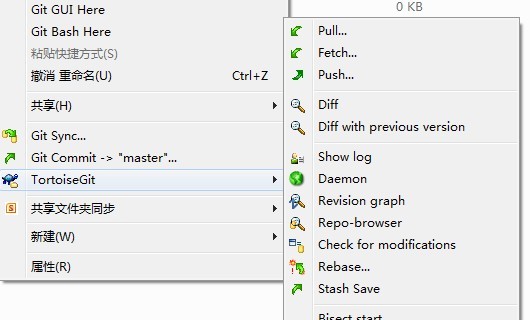 Git GUI Here
Git Bash Here
粘贴快捷方式(S)
撤消 重命名(U) Ctrl+Z
共享(H)
Git Sync...
Git Commit -> "master"...
TortoiseGit
共享文件夹同步
新建(W)
属性(R)
0 KB
Pull...
Fetch...
Push...
Diff
Diff with previous version
Show log
Daemon
Revision graph
Repo-browser
Check for modifications
Rebase...
Stash Save
Bisect start